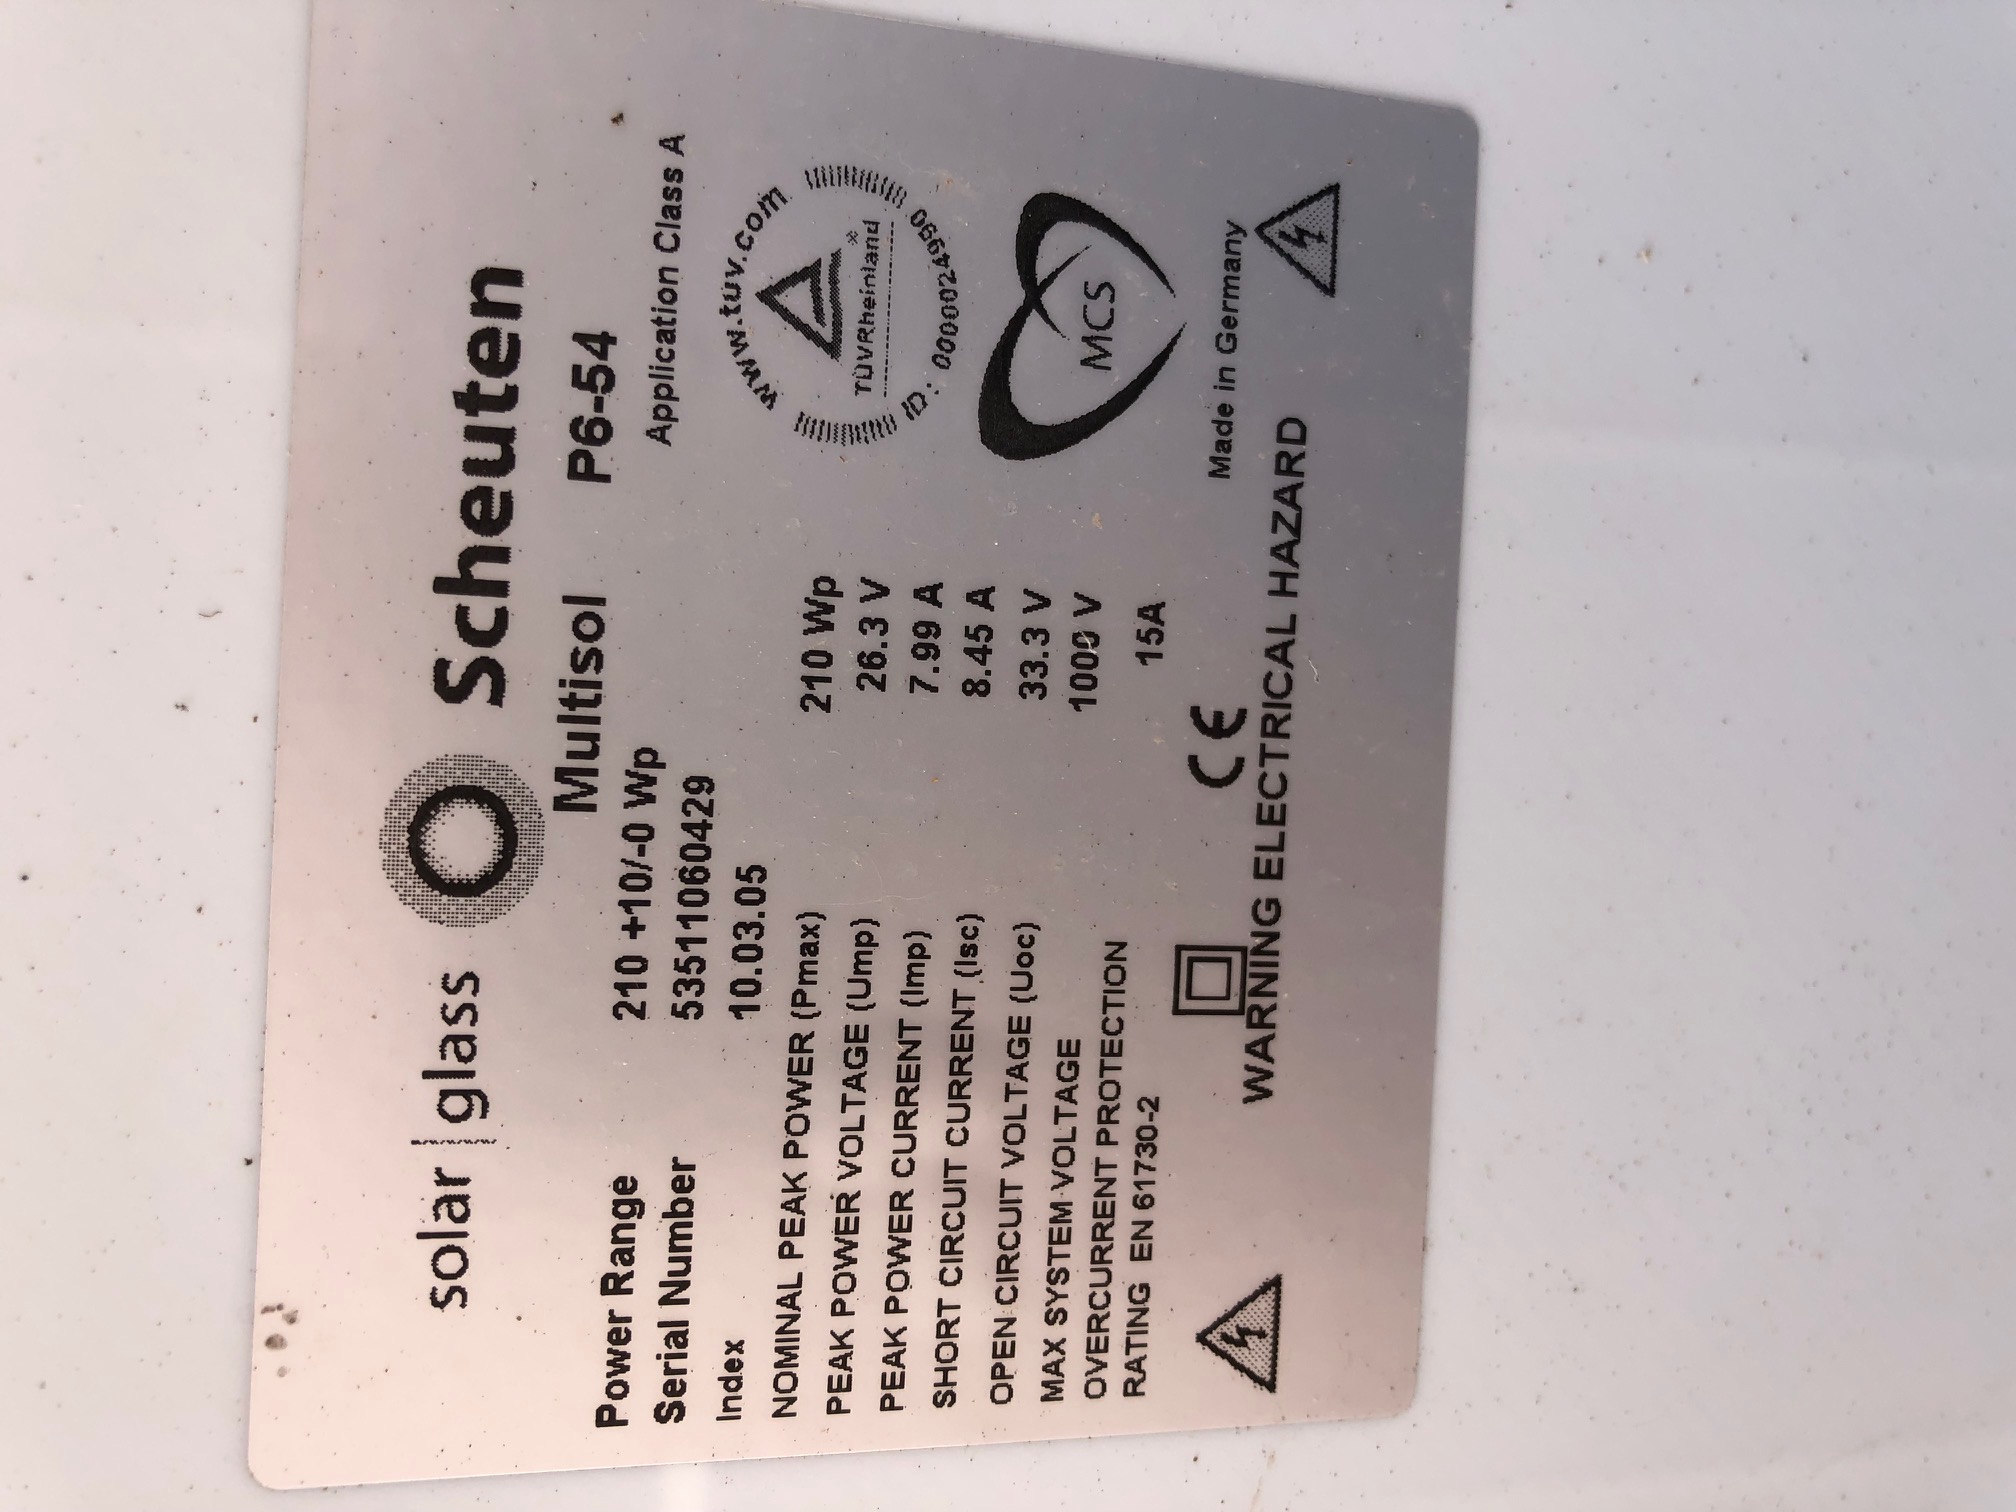 solar glass Scheuten
Multisol P6-54
Power Range 210 +10/-0 Wp
Application Class A
Serial Number 53511060429
Index 10.03.05
NOMINAL PEAK POWER (Pmax) 210 Wp
PEAK POWER VOLTAGE (Ump) 26.3 V
PEAK POWER CURRENT (Imp) 7.99 A
SHORT CIRCUIT CURRENT (Isc) 8.45 A
OPEN CIRCUIT VOLTAGE (Uoc) 33.3 V
MAX SYSTEM VOLTAGE 1000 V
OVERCURRENT PROTECTION
RATING EN 61730-2 15A
www.tuv.com
TÜVRheinland
ID: 0000024990
MCS
Made in Germany
CE
WARNING ELECTRICAL HAZARD